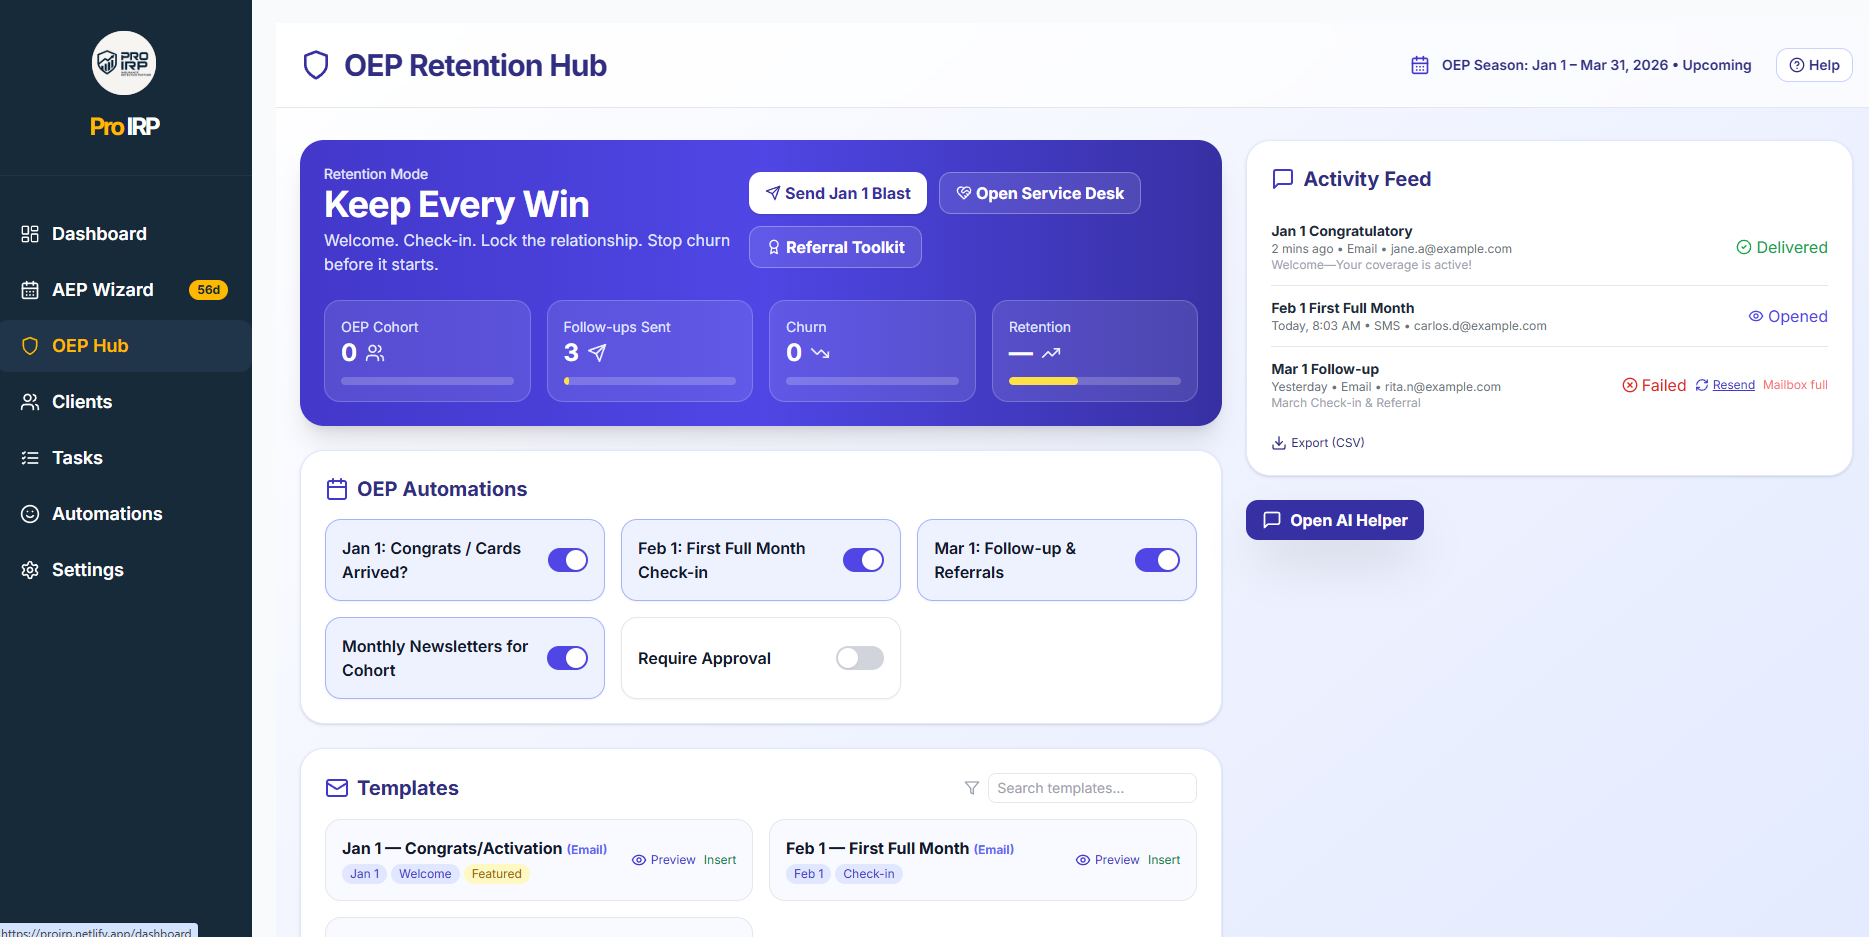 PRO
IRP
Pro IRP
Dashboard
AEP Wizard
56d
OEP Hub
Clients
Tasks
Automations
Settings
https://proirp.netlify.app/dashboard
OEP Retention Hub
OEP Season: Jan 1 – Mar 31, 2026 • Upcoming
Help
Retention Mode
Keep Every Win
Welcome. Check-in. Lock the relationship. Stop churn
before it starts.
Send Jan 1 Blast
Open Service Desk
Referral Toolkit
OEP Cohort
0
Follow-ups Sent
3
Churn
0
Retention
—
OEP Automations
Jan 1: Congrats / Cards
Arrived?
Feb 1: First Full Month
Check-in
Mar 1: Follow-up &
Referrals
Monthly Newsletters for
Cohort
Require Approval
Templates
Search templates...
Jan 1 — Congrats/Activation (Email)
Jan 1 Welcome Featured
Preview Insert
Feb 1 — First Full Month (Email)
Feb 1 Check-in
Preview Insert
Activity Feed
Jan 1 Congratulatory
2 mins ago • Email • jane.a@example.com
Welcome—Your coverage is active!
Delivered
Feb 1 First Full Month
Today, 8:03 AM • SMS • carlos.d@example.com
Opened
Mar 1 Follow-up
Yesterday • Email • rita.n@example.com
March Check-in & Referral
Failed Resend Mailbox full
Export (CSV)
Open AI Helper